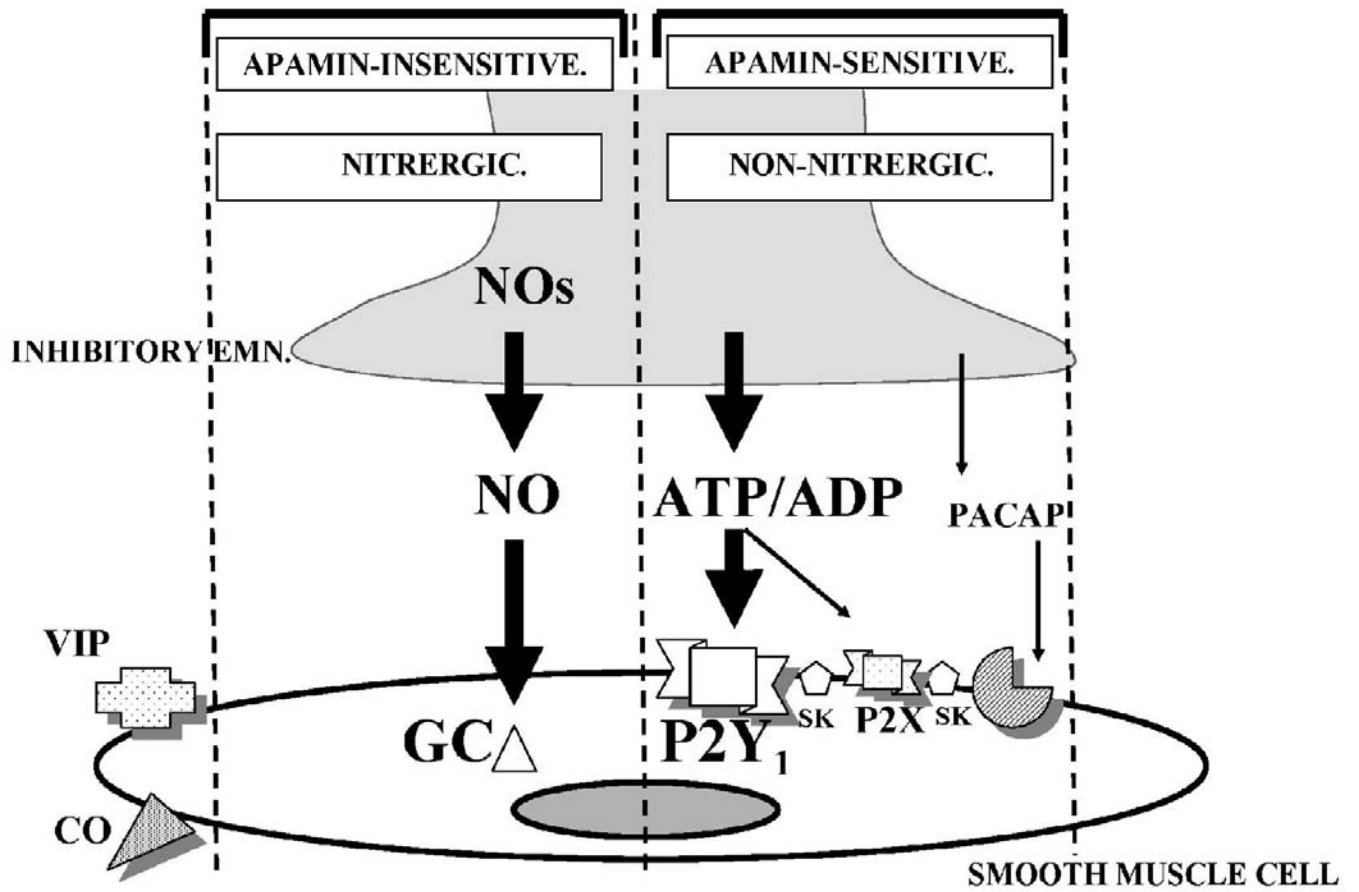 APAMIN-INSENSITIVE.
APAMIN-SENSITIVE.
NITRERGIC.
NON-NITRERGIC.
NOs
INHIBITORY EMN.
NO
ATP/ADP
PACAP
VIP
SK
P2X
SK
GC
P2Y₁
CO
SMOOTH MUSCLE CELL